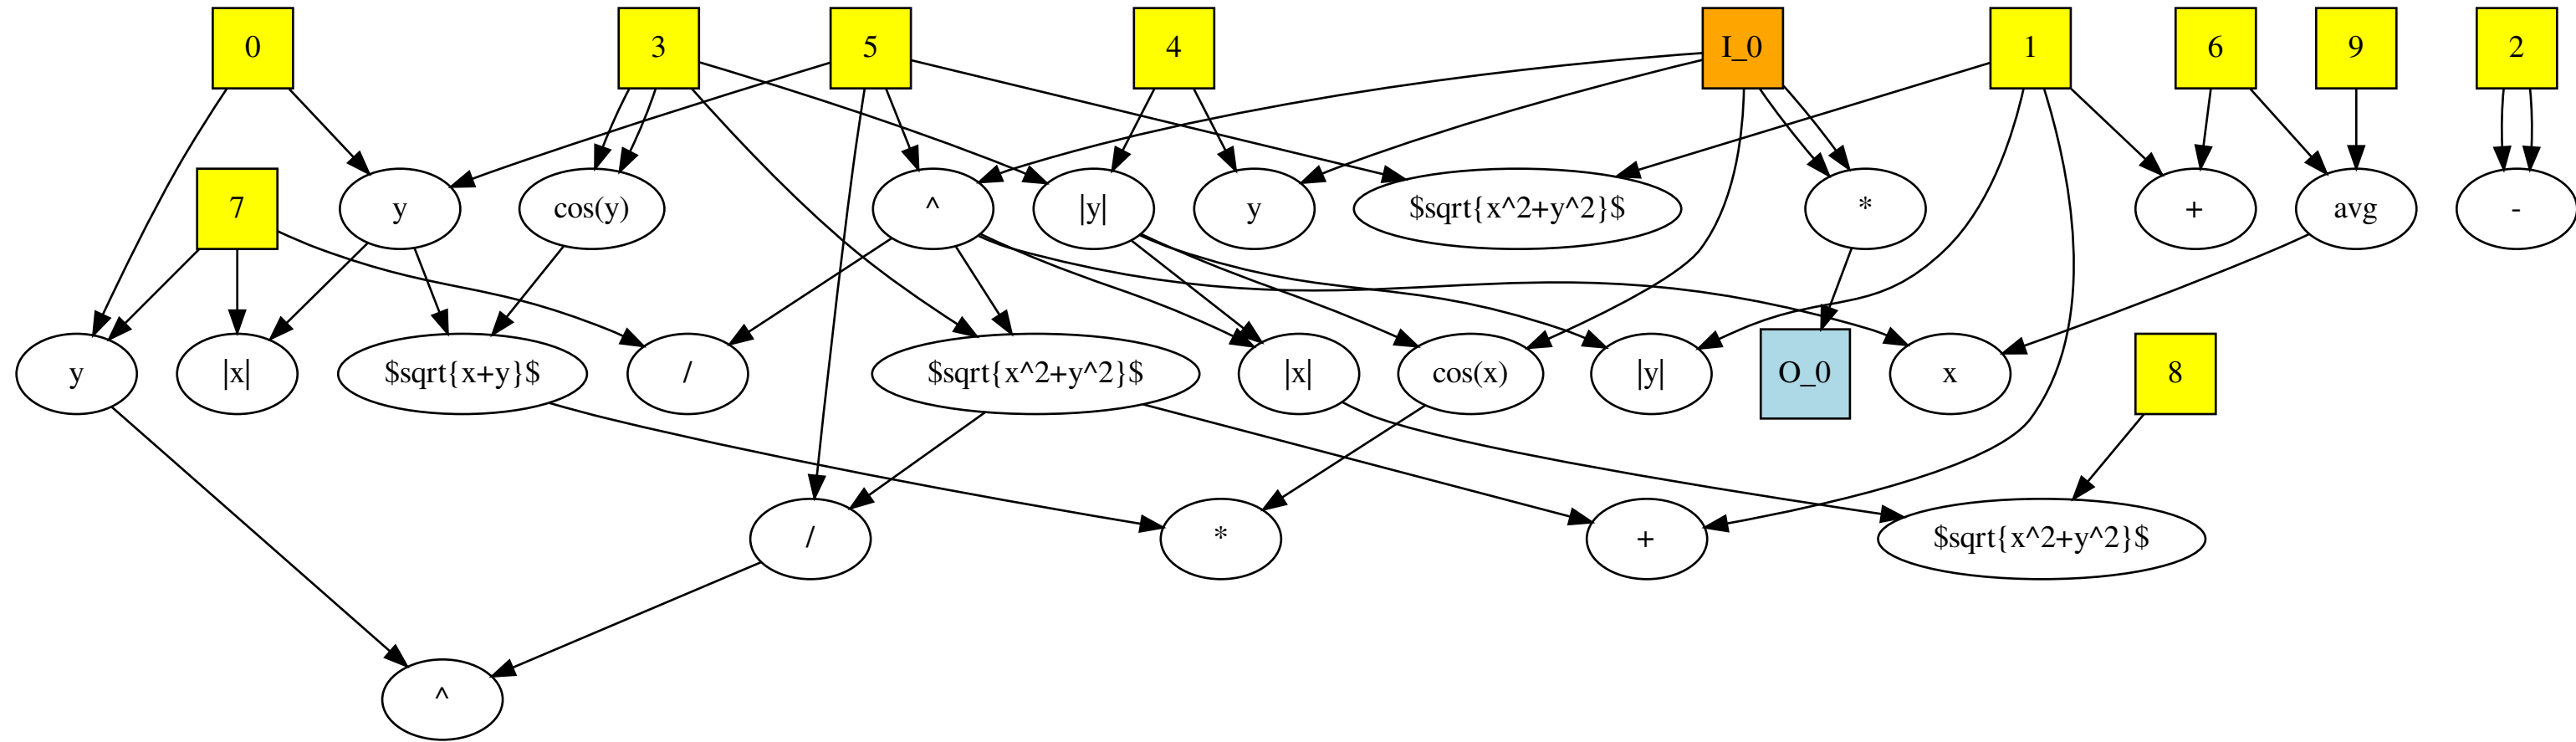 0
3
5
4
I_0
1
6
9
2
7
y
cos(y)
^
|y|
y
$sqrt{x^2+y^2}$
*
+
avg
-
y
|x|
$sqrt{x+y}$
/
$sqrt{x^2+y^2}$
|x|
cos(x)
|y|
O_0
x
8
/
*
+
$sqrt{x^2+y^2}$
^